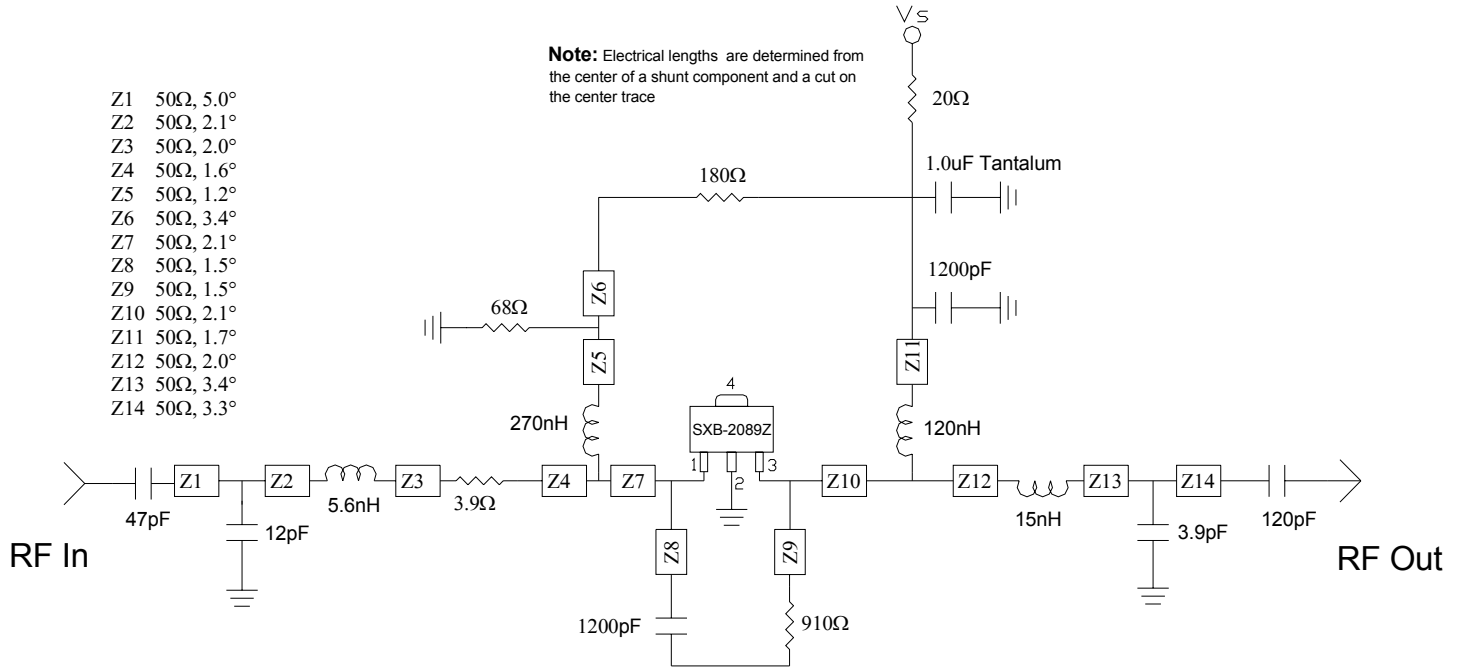 Vs
Note: Electrical lengths are determined from
the center of a shunt component and a cut on
the center trace
Z1 50Ω, 5.0°
Z2 50Ω, 2.1°
Z3 50Ω, 2.0°
Z4 50Ω, 1.6°
Z5 50Ω, 1.2°
Z6 50Ω, 3.4°
Z7 50Ω, 2.1°
Z8 50Ω, 1.5°
Z9 50Ω, 1.5°
Z10 50Ω, 2.1°
Z11 50Ω, 1.7°
Z12 50Ω, 2.0°
Z13 50Ω, 3.4°
Z14 50Ω, 3.3°
20Ω
1.0uF Tantalum
180Ω
1200pF
Z6
68Ω
Z5
Z11
4
270nH
SXB-2089Z
120nH
1
2
3
Z1
Z2
Z3
Z4
Z7
Z10
Z12
Z13
Z14
47pF
5.6nH
3.9Ω
15nH
120pF
12pF
3.9pF
RF In
RF Out
Z8
Z9
1200pF
910Ω